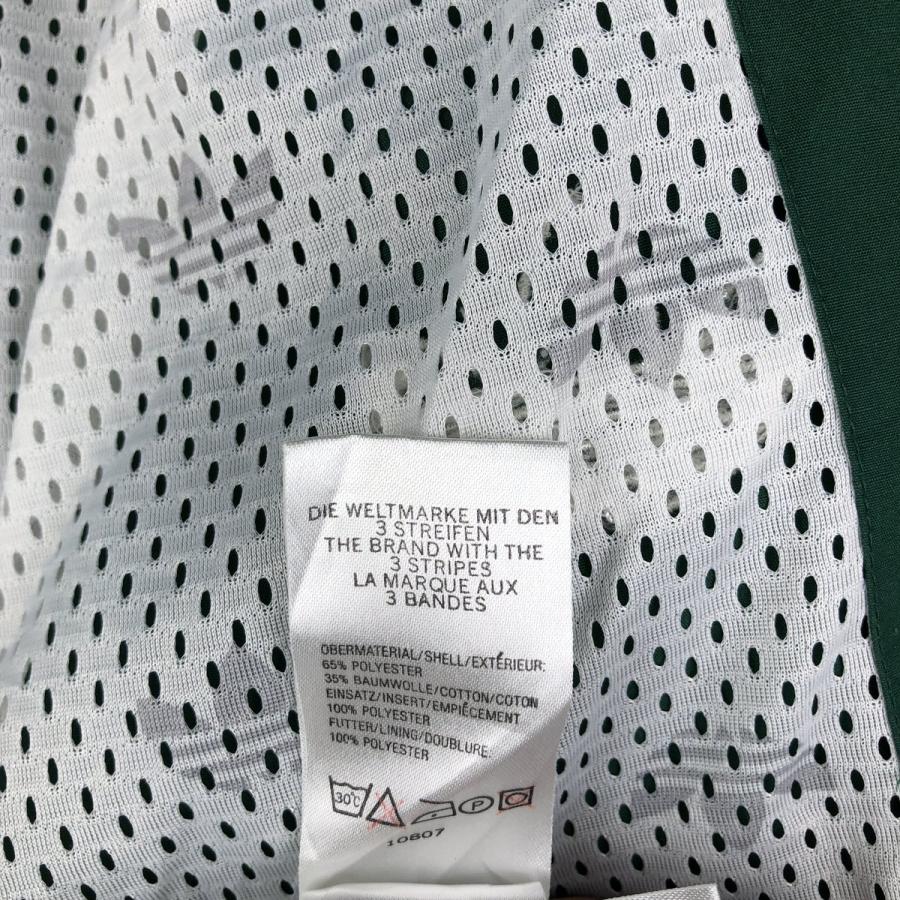 DIE WELTMARKE MIT DEN
3 STREIFEN
THE BRAND WITH THE
3 STRIPES
LA MARQUE AUX
3 BANDES
OBERMATERIAL/SHELL/EXTÉRIEUR:
65% POLYESTER
35% BAUMWOLLE/COTTON/COTON
EINSATZ/INSERT/EMPIÈCEMENT
100% POLYESTER
FUTTER/LINING/DOUBLURE:
100% POLYESTER
30°C P
10807